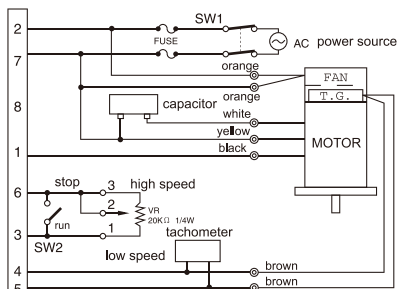 2
SW1
FUSE
AC power source
7
orange
FAN
orange
T.G.
8
capacitor
white
yellow
MOTOR
1
black
stop
3
high speed
6
2
VR
20KΩ 1/4W
run
1
3
SW2
tachometer
low speed
4
brown
5
brown